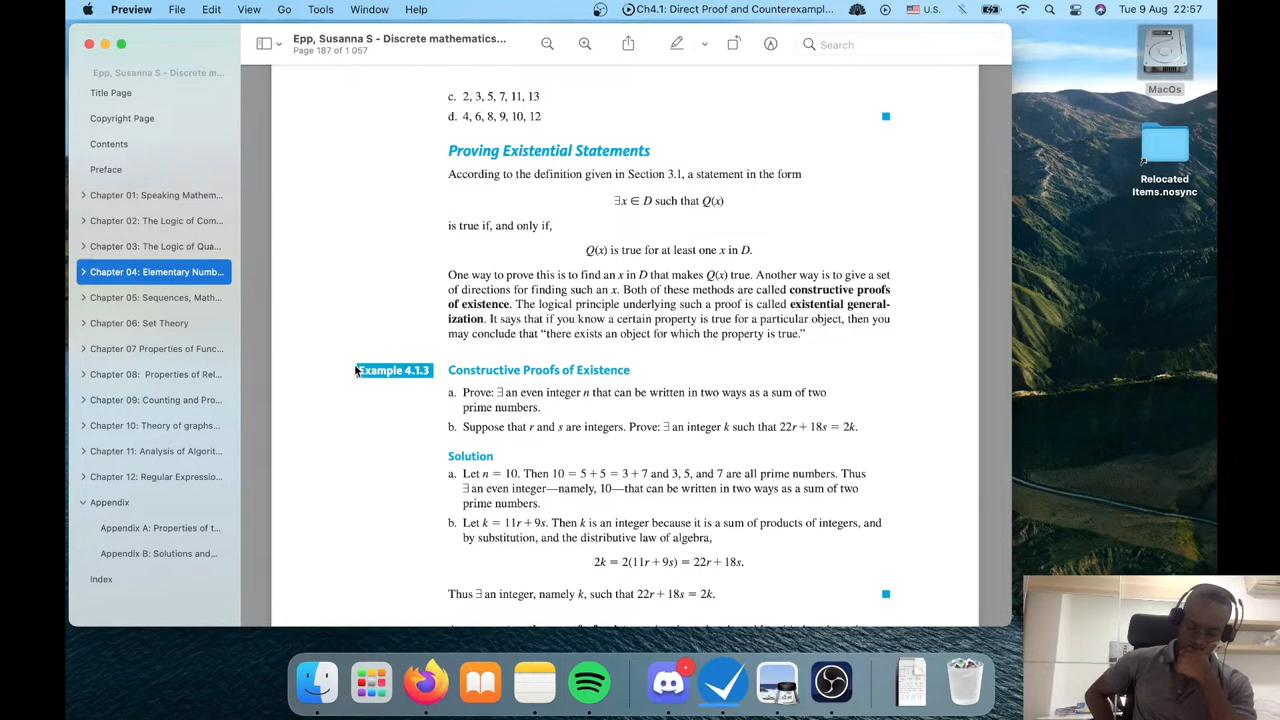 Preview File Edit View Go Tools Window Help
Ch4.1: Direct Proof and Counterexampl...
U.S.
Tue 9 Aug 22:57
Epp, Susanna S - Discrete mathematics...
Page 187 of 1 057
Search
Epp, Susanna S - Discrete m...
Title Page
Copyright Page
Contents
Preface
Chapter 01: Speaking Mathem...
Chapter 02: The Logic of Com...
Chapter 03: The Logic of Qua...
Chapter 04: Elementary Numb...
Chapter 05: Sequences, Math...
Chapter 06: Set Theory
Chapter 07 Properties of Func...
Chapter 08: Properties of Rel...
Chapter 09: Counting and Pro...
Chapter 10: Theory of graphs...
Chapter 11: Analysis of Algorit...
Chapter 12: Regular Expressio...
Appendix
Appendix A: Properties of t...
Appendix B: Solutions and...
Index
c. 2, 3, 5, 7, 11, 13
d. 4, 6, 8, 9, 10, 12
Proving Existential Statements
According to the definition given in Section 3.1, a statement in the form
∃x ∈ D such that Q(x)
is true if, and only if,
Q(x) is true for at least one x in D.
One way to prove this is to find an x in D that makes Q(x) true. Another way is to give a set
of directions for finding such an x. Both of these methods are called constructive proofs
of existence. The logical principle underlying such a proof is called existential general-
ization. It says that if you know a certain property is true for a particular object, then you
may conclude that “there exists an object for which the property is true.”
Example 4.1.3 Constructive Proofs of Existence
a. Prove: ∃ an even integer n that can be written in two ways as a sum of two
prime numbers.
b. Suppose that r and s are integers. Prove: ∃ an integer k such that 22r + 18s = 2k.
Solution
a. Let n = 10. Then 10 = 5 + 5 = 3 + 7 and 3, 5, and 7 are all prime numbers. Thus
∃ an even integer—namely, 10—that can be written in two ways as a sum of two
prime numbers.
b. Let k = 11r + 9s. Then k is an integer because it is a sum of products of integers, and
by substitution, and the distributive law of algebra,
2k = 2(11r + 9s) = 22r + 18s.
Thus ∃ an integer, namely k, such that 22r + 18s = 2k.
MacOs
Relocated
Items.nosync